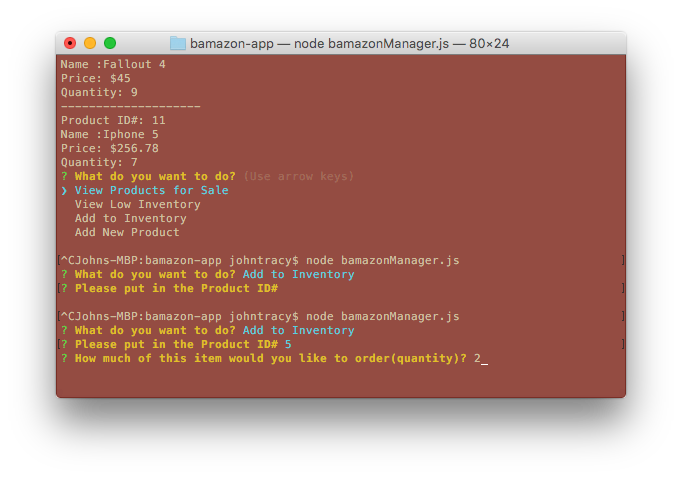 bamazon-app — node bamazonManager.js — 80×24
Name :Fallout 4
Price: $45
Quantity: 9
--------------------
Product ID#: 11
Name :Iphone 5
Price: $256.78
Quantity: 7
? What do you want to do? (Use arrow keys)
❯ View Products for Sale
  View Low Inventory
  Add to Inventory
  Add New Product

[^CJohns-MBP:bamazon-app johntracy$ node bamazonManager.js ]
? What do you want to do? Add to Inventory
[? Please put in the Product ID# ]

[^CJohns-MBP:bamazon-app johntracy$ node bamazonManager.js ]
? What do you want to do? Add to Inventory
[? Please put in the Product ID# 5 ]
? How much of this item would you like to order(quantity)? 2_